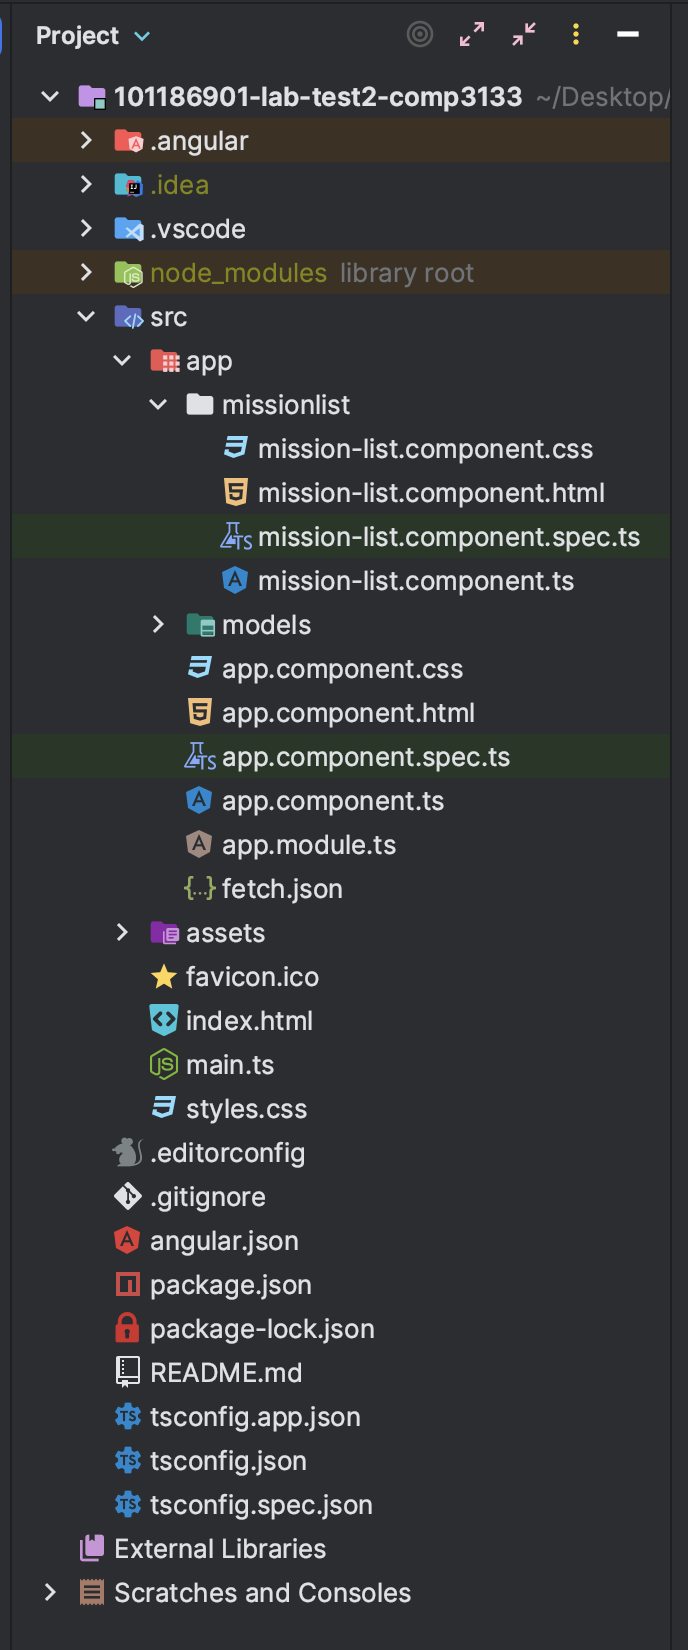 Project
101186901-lab-test2-comp3133 ~/Desktop/
.angular
.idea
.vscode
node_modules library root
src
app
missionlist
mission-list.component.css
mission-list.component.html
mission-list.component.spec.ts
mission-list.component.ts
models
app.component.css
app.component.html
app.component.spec.ts
app.component.ts
app.module.ts
fetch.json
assets
favicon.ico
index.html
main.ts
styles.css
.editorconfig
.gitignore
angular.json
package.json
package-lock.json
README.md
tsconfig.app.json
tsconfig.json
tsconfig.spec.json
External Libraries
Scratches and Consoles